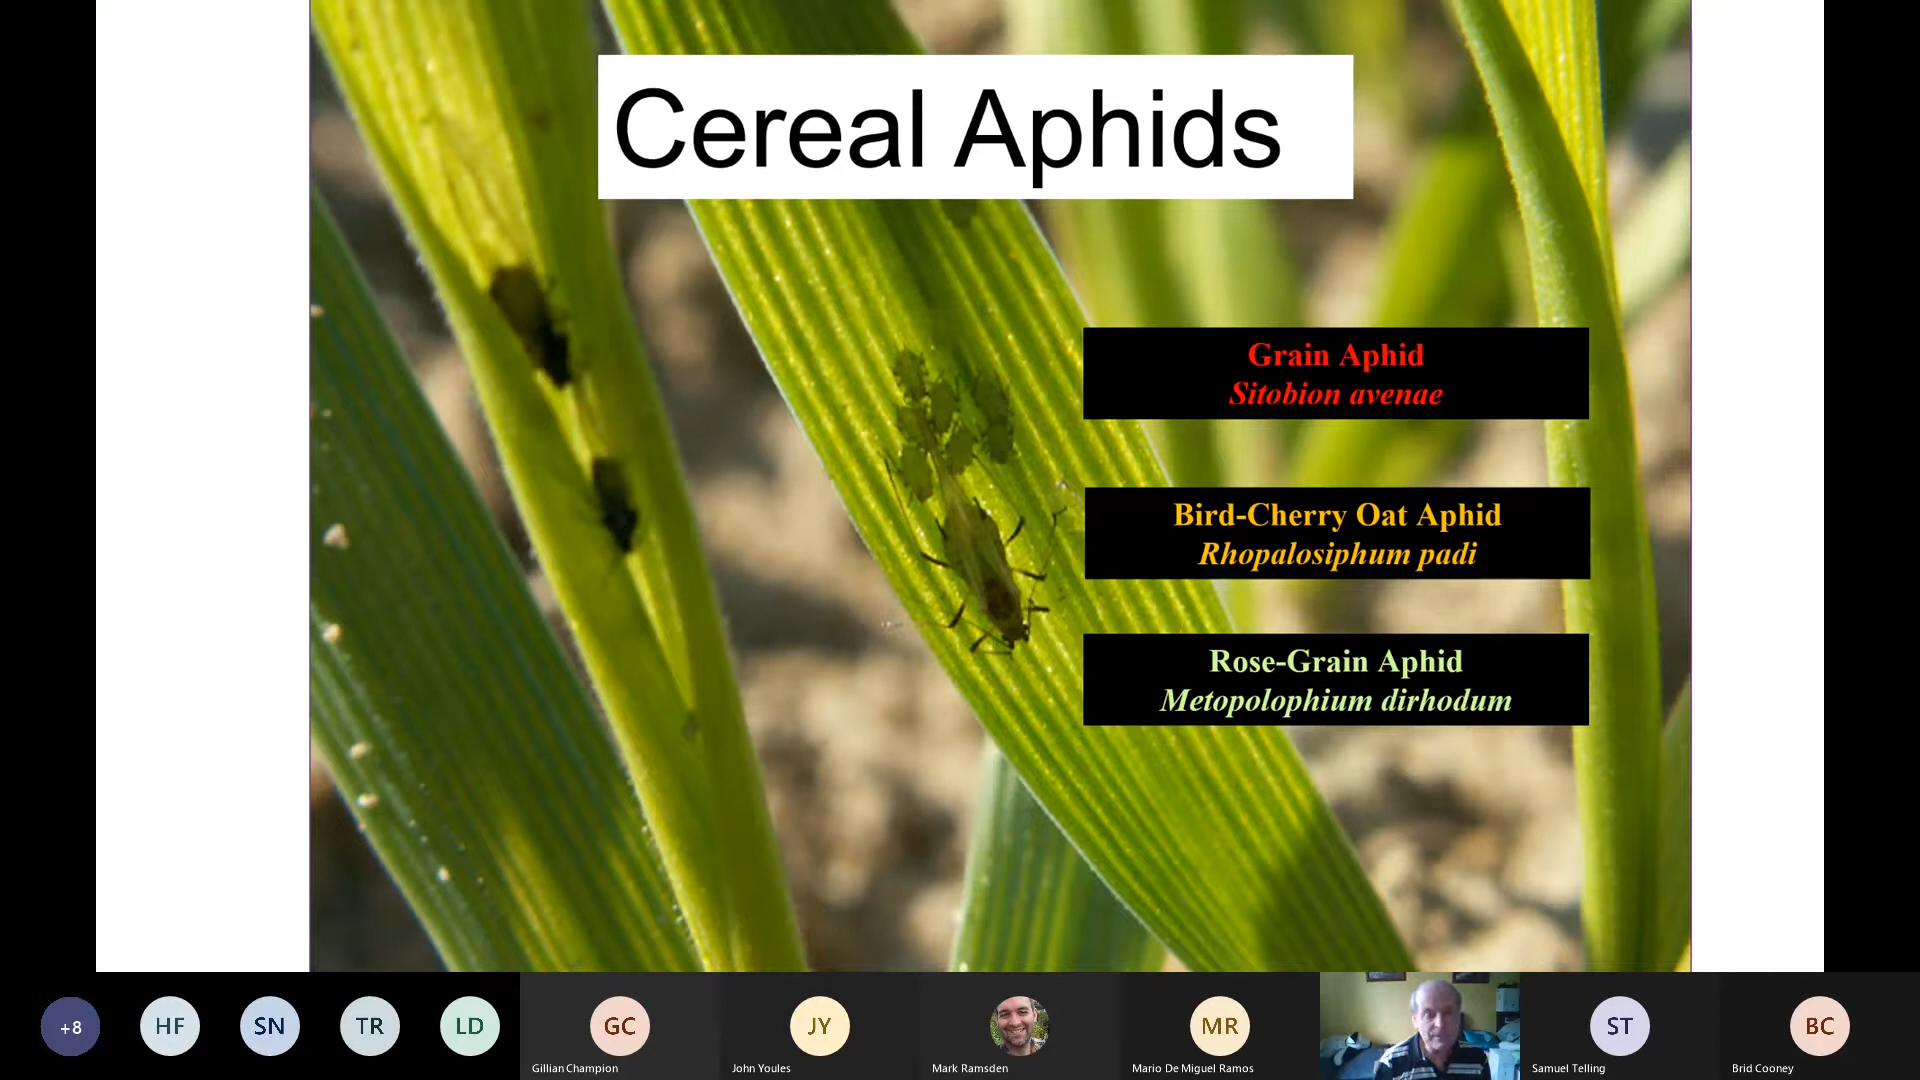 Cereal Aphids
Grain Aphid
Sitobion avenae
Bird-Cherry Oat Aphid
Rhopalosiphum padi
Rose-Grain Aphid
Metopolophium dirhodum
+8
HF
SN
TR
LD
GC
JY
MR
ST
BC
Gillian Champion
John Youles
Mark Ramsden
Mario De Miguel Ramos
Samuel Telling
Brid Cooney